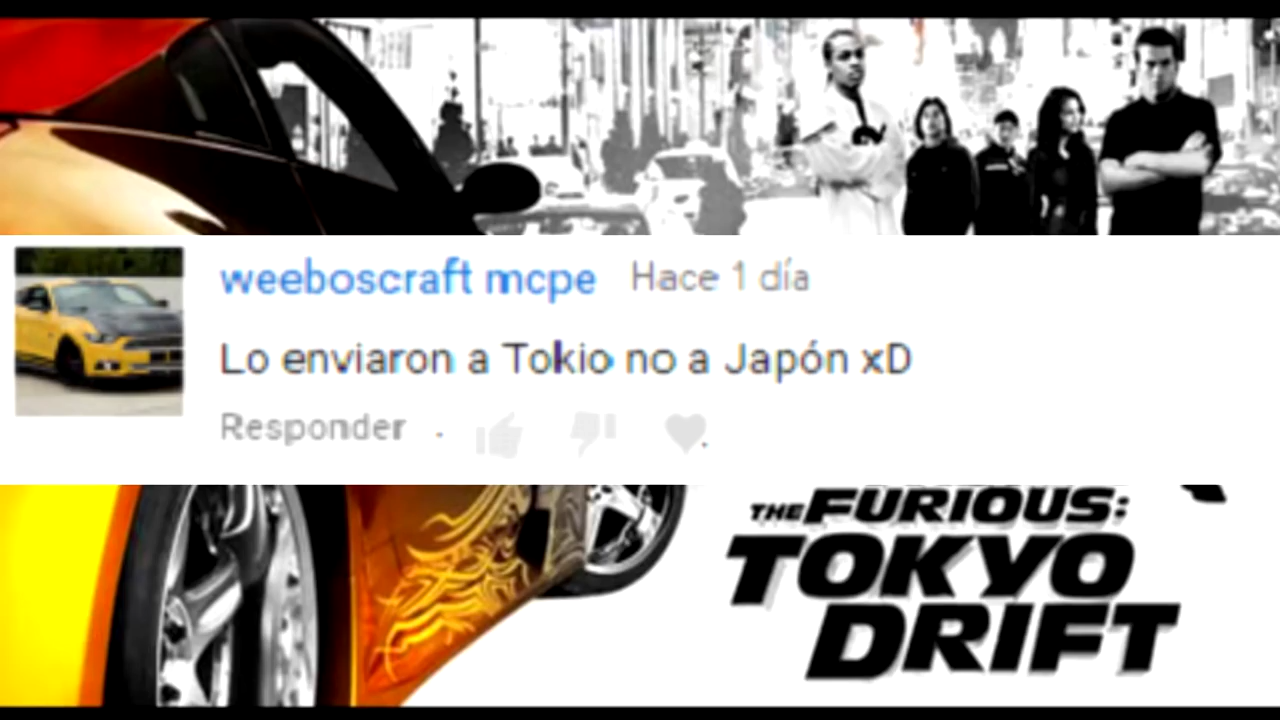 weeboscraft mcpe Hace 1 día
Lo enviaron a Tokio no a Japón xD
Responder
THE FURIOUS:
TOKYO
DRIFT